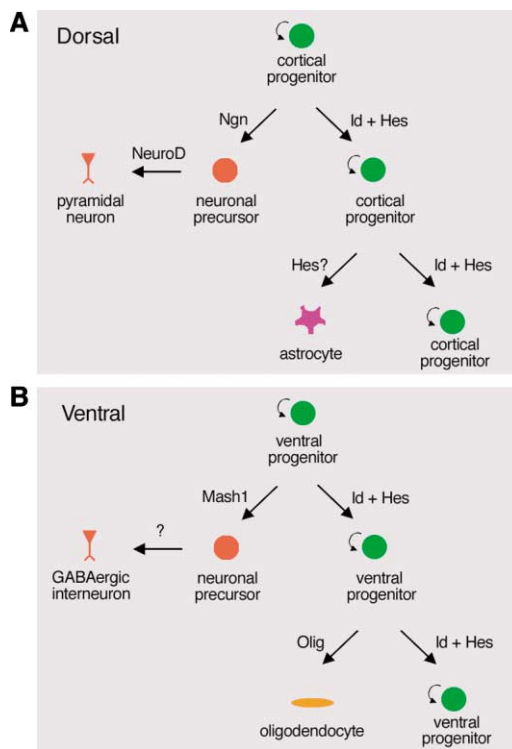 A
Dorsal
cortical
progenitor
Ngn
Id + Hes
NeuroD
pyramidal
neuron
neuronal
precursor
cortical
progenitor
Hes?
Id + Hes
astrocyte
cortical
progenitor
B
Ventral
ventral
progenitor
Mash1
Id + Hes
?
GABAergic
interneuron
neuronal
precursor
ventral
progenitor
Olig
Id + Hes
oligodendocyte
ventral
progenitor